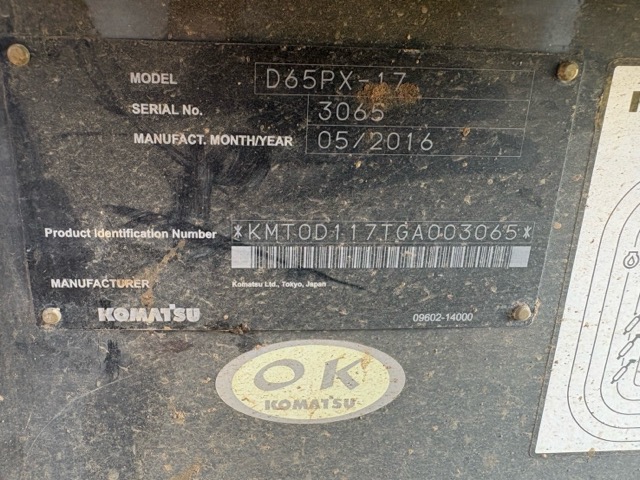 MODEL D65PX-17
SERIAL No. 3065
MANUFACT. MONTH/YEAR 05/2016
Product Identification Number *KMT0D117TGA003065*
MANUFACTURER Komatsu Ltd., Tokyo, Japan
KOMATSU 09602-14000
OK
KOMATSU